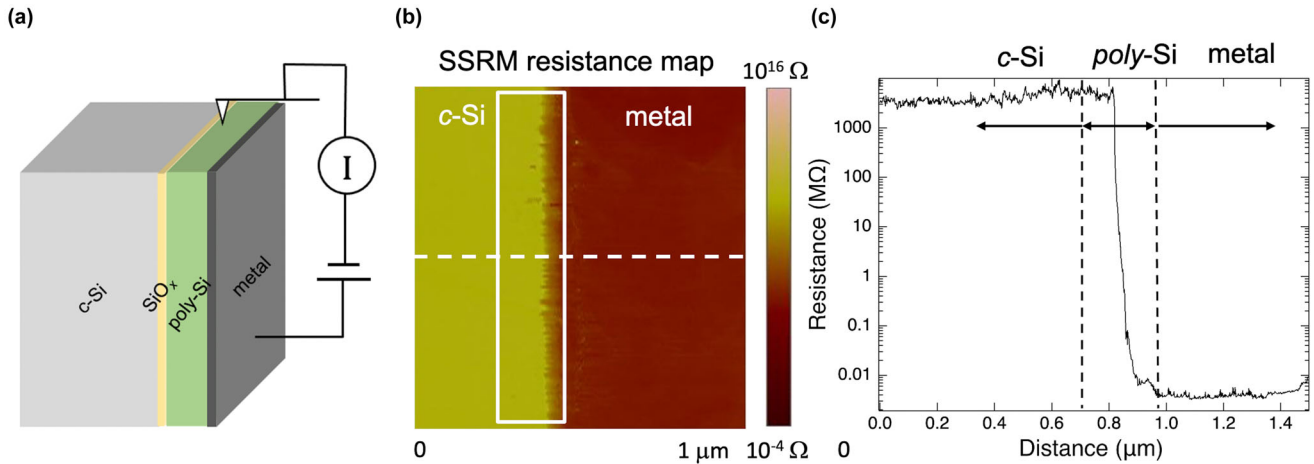 (a)
I
c-Si
SiOx
poly-Si
metal
(b)
SSRM resistance map
10¹⁶ Ω
c-Si
metal
0
1 μm
10⁻⁴ Ω
(c)
c-Si
poly-Si
metal
Resistance (MΩ)
1000
100
10
1
0.1
0.01
0.0
0.2
0.4
0.6
0.8
1.0
1.2
1.4
0
Distance (μm)